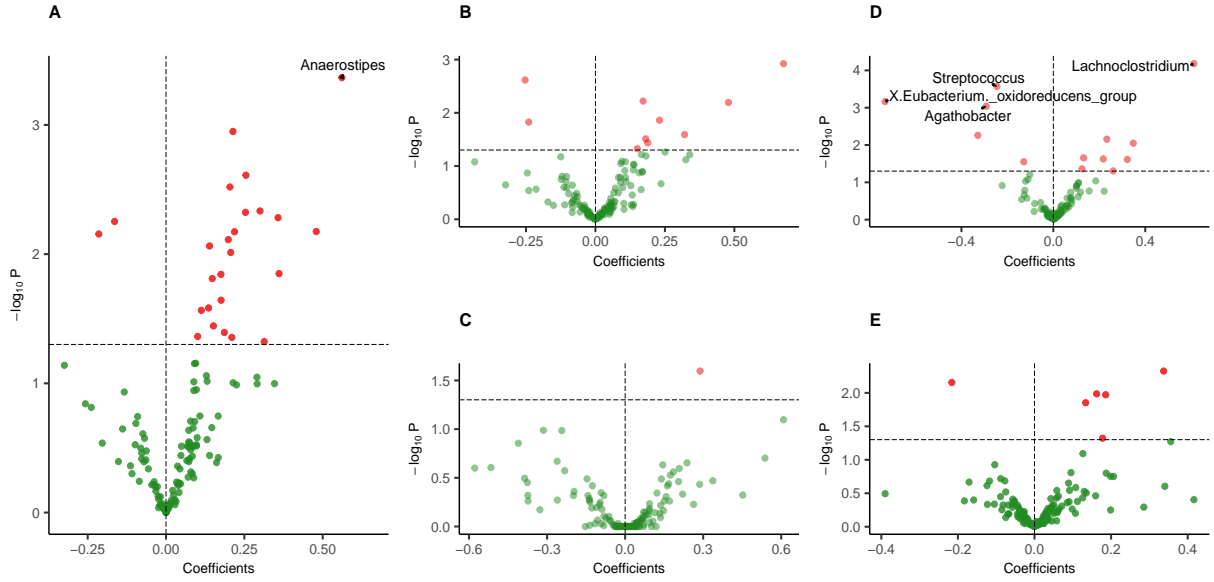 A
Anaerostipes
3
2
1
0
−0.25
0.00
0.25
0.50
Coefficients
− log10 P
B
3
2
1
0
−0.25
0.00
0.25
0.50
Coefficients
− log10 P
D
Lachnoclostridium
Streptococcus
X.Eubacterium._oxidoreducens_group
Agathobacter
4
3
2
1
0
−0.4
0.0
0.4
Coefficients
− log10 P
C
1.5
1.0
0.5
0.0
−0.6
−0.3
0.0
0.3
0.6
Coefficients
− log10 P
E
2.0
1.5
1.0
0.5
0.0
−0.4
−0.2
0.0
0.2
0.4
Coefficients
− log10 P